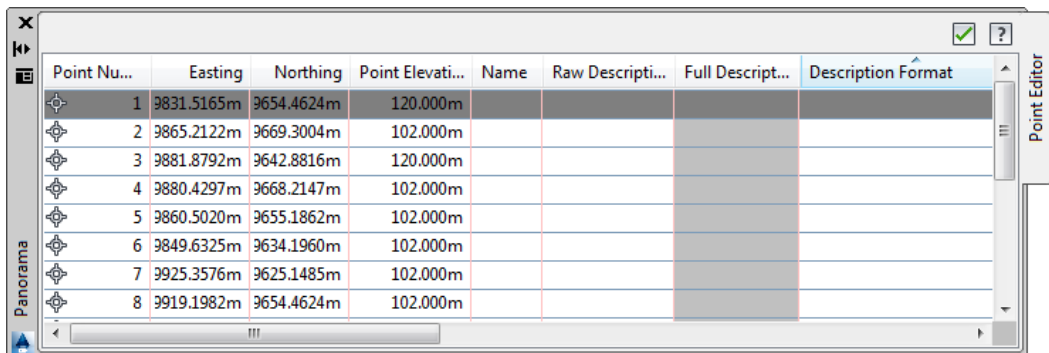 Point Nu... Easting Northing Point Elevati... Name Raw Descripti... Full Descript... Description Format
1 9831.5165m 9654.4624m 120.000m
2 9865.2122m 9669.3004m 102.000m
3 9881.8792m 9642.8816m 120.000m
4 9880.4297m 9668.2147m 102.000m
5 9860.5020m 9655.1862m 102.000m
6 9849.6325m 9634.1960m 102.000m
7 9925.3576m 9625.1485m 102.000m
8 9919.1982m 9654.4624m 102.000m
Point Editor
Panorama